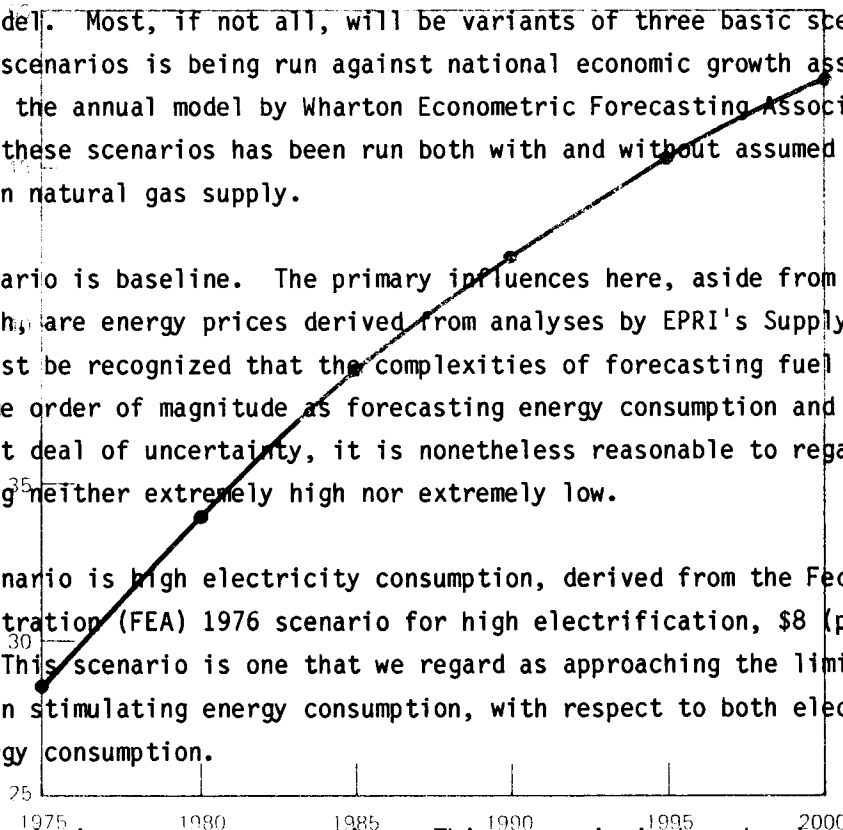 del. Most, if not all, will be variants of three basic sce
scenarios is being run against national economic growth ass
the annual model by Wharton Econometric Forecasting Associ
these scenarios has been run both with and without assumed
n natural gas supply.
ario is baseline. The primary influences here, aside from
h, are energy prices derived from analyses by EPRI's Supply
st be recognized that the complexities of forecasting fuel
e order of magnitude as forecasting energy consumption and
t deal of uncertainty, it is nonetheless reasonable to rega
35
g neither extremely high nor extremely low.
nario is high electricity consumption, derived from the Fed
tration (FEA) 1976 scenario for high electrification, $8 (p
30
This scenario is one that we regard as approaching the limi
n stimulating energy consumption, with respect to both elec
gy consumption.
25
1975 1980 1985 1990 1995 2000